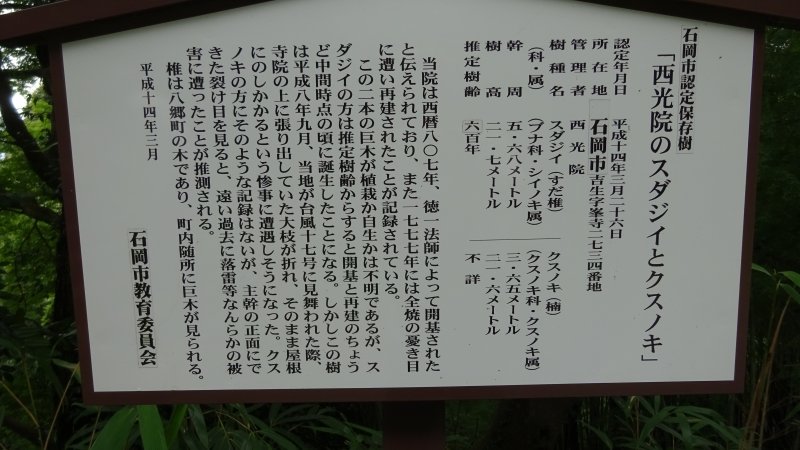 石岡市認定保存樹
「西光院のスダジイとクスノキ」
認定年月日　平成十四年三月二十六日
所在地　石岡市吉生字峯寺二七三四番地
管理者　西光院
樹種名　スダジイ（すだ椎）　クスノキ（楠）
（科・属）　（ブナ科・シイノキ属）　（クスノキ科・クスノキ属）
幹周　五・六八メートル　三・六五メートル
樹高　二一・七メートル　二一・六メートル
推定樹齢　六百年　不詳
当院は西暦八〇七年、徳一法師によって開基された
と伝えられており、また一七七七年には全焼の憂き目
に遭い再建されたことが記録されている。
この二本の巨木が植栽か自生かは不明であるが、ス
ダジイの方は推定樹齢からすると開基と再建のちょう
ど中間時点の頃に誕生したことになる。しかしこの樹
は平成八年九月、当地が台風十七号に見舞われた際、
寺院の上に張り出していた大枝が折れ、そのまま屋根
にのしかかるという惨事に遭遇しそうになった。クス
ノキの方にそのような記録はないが、主幹の正面にで
きた裂け目を見ると、遠い過去に落雷等なんらかの被
害に遭ったことが推測される。
椎は八郷町の木であり、町内随所に巨木が見られる。
平成十四年三月
石岡市教育委員会